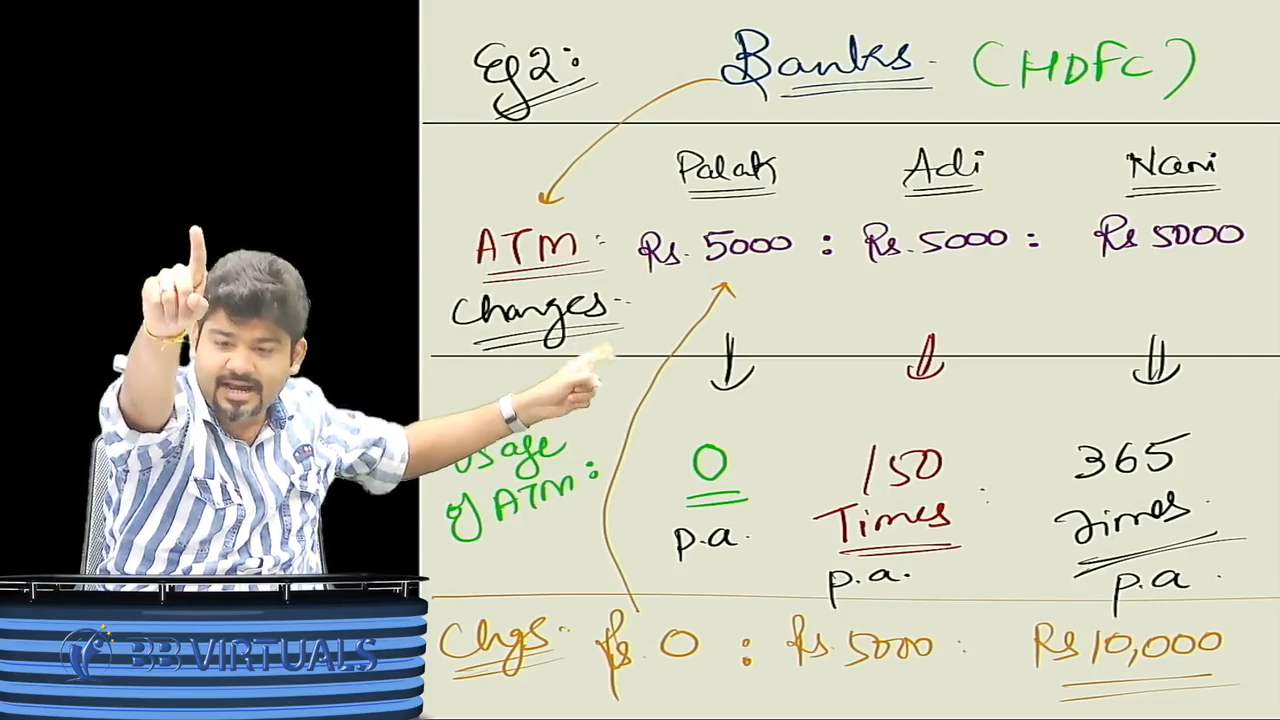 Eg 2: Banks. (HDFC)
Palak Adi Nani
ATM: Rs. 5000 : Rs. 5000 : Rs 5000
Charges
Usage of ATM: 0 150 365
Times Times
p.a. p.a. p.a.
Chgs. Rs. 0 : Rs. 5000 Rs 10,000
BB VIRTUALS